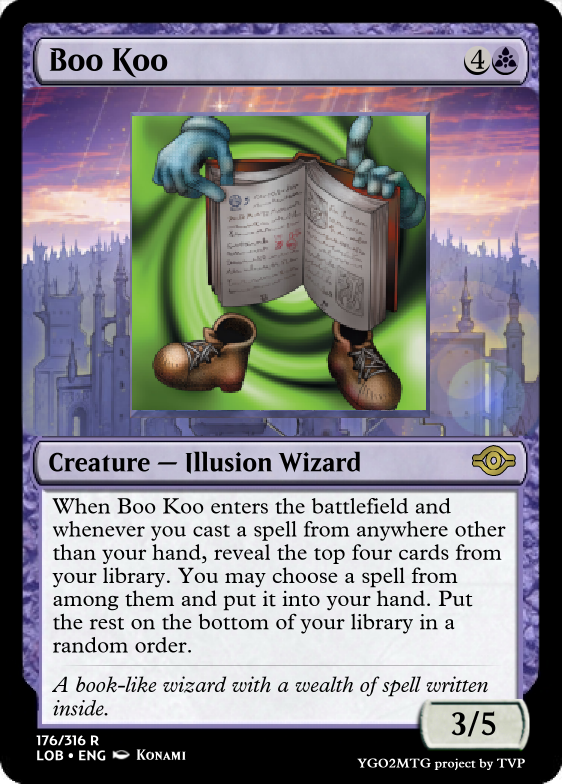 Boo Koo
4
Creature — Illusion Wizard
When Boo Koo enters the battlefield and
whenever you cast a spell from anywhere other
than your hand, reveal the top four cards from
your library. You may choose a spell from
among them and put it into your hand. Put
the rest on the bottom of your library in a
random order.
A book-like wizard with a wealth of spell written
inside.
3/5
176/316 R
LOB • ENG KONAMI
YGO2MTG project by TVP